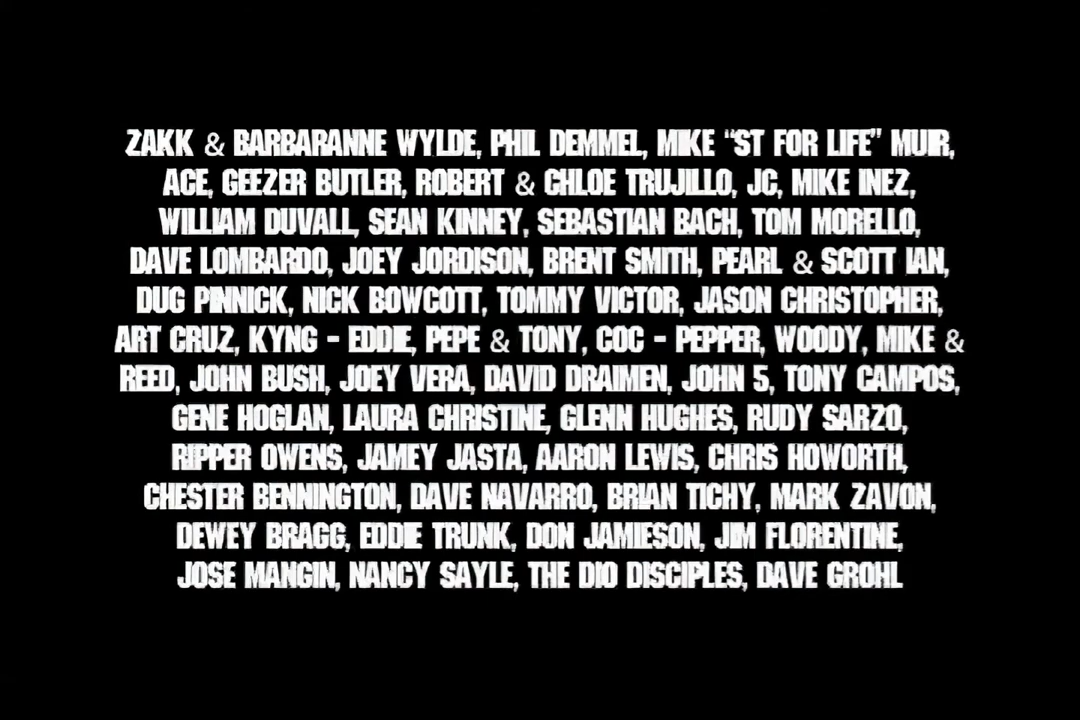 ZAKK & BARBARANNE WYLDE, PHIL DEMMEL, MIKE “ST FOR LIFE” MUIR,
ACE, GEEZER BUTLER, ROBERT & CHLOE TRUJILLO, JC, MIKE INEZ,
WILLIAM DUVALL, SEAN KINNEY, SEBASTIAN BACH, TOM MORELLO,
DAVE LOMBARDO, JOEY JORDISON, BRENT SMITH, PEARL & SCOTT IAN,
DUG PINNICK, NICK BOWCOTT, TOMMY VICTOR, JASON CHRISTOPHER,
ART CRUZ, KYNG - EDDIE, PEPE & TONY, COC - PEPPER, WOODY, MIKE &
REED, JOHN BUSH, JOEY VERA, DAVID DRAIMEN, JOHN 5, TONY CAMPOS,
GENE HOGLAN, LAURA CHRISTINE, GLENN HUGHES, RUDY SARZO,
RIPPER OWENS, JAMEY JASTA, AARON LEWIS, CHRIS HOWORTH,
CHESTER BENNINGTON, DAVE NAVARRO, BRIAN TICHY, MARK ZAVON,
DEWEY BRAGG, EDDIE TRUNK, DON JAMIESON, JIM FLORENTINE,
JOSE MANGIN, NANCY SAYLE, THE DIO DISCIPLES, DAVE GROHL